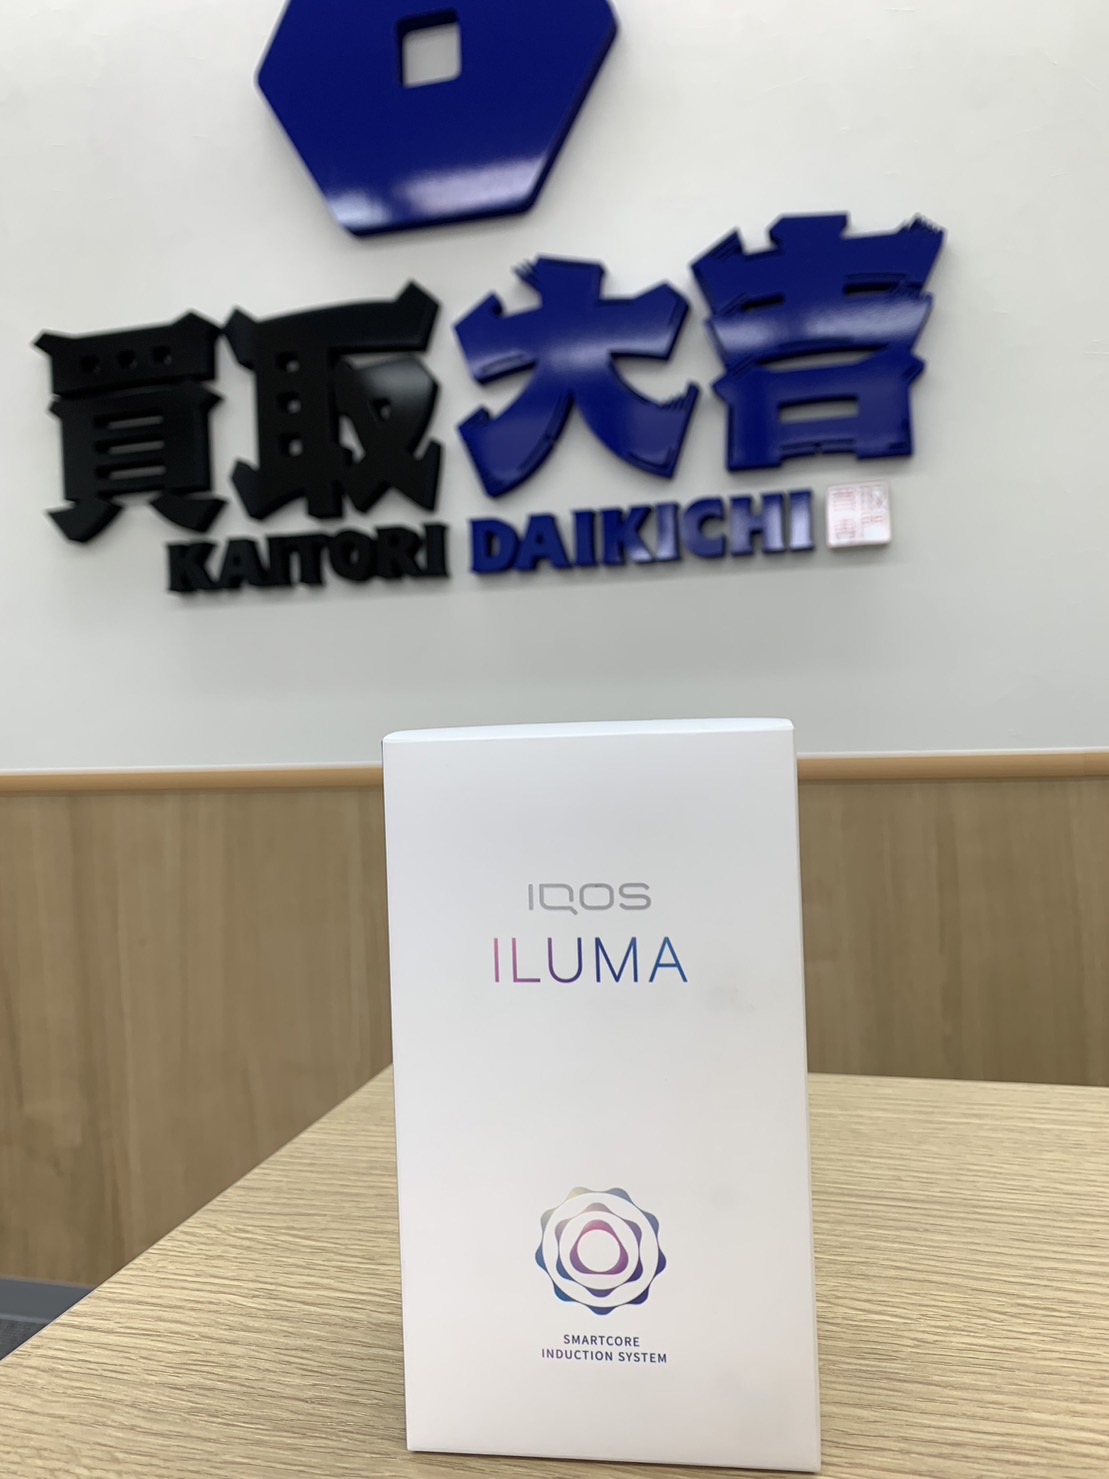 買取大吉
KAITORI DAIKICHI
IQOS
ILUMA
SMARTCORE
INDUCTION SYSTEM